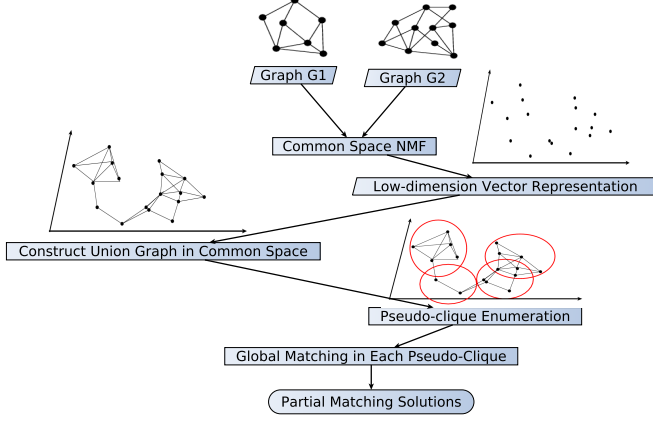 Graph G1
Graph G2
Common Space NMF
Low-dimension Vector Representation
Construct Union Graph in Common Space
Pseudo-clique Enumeration
Global Matching in Each Pseudo-Clique
Partial Matching Solutions